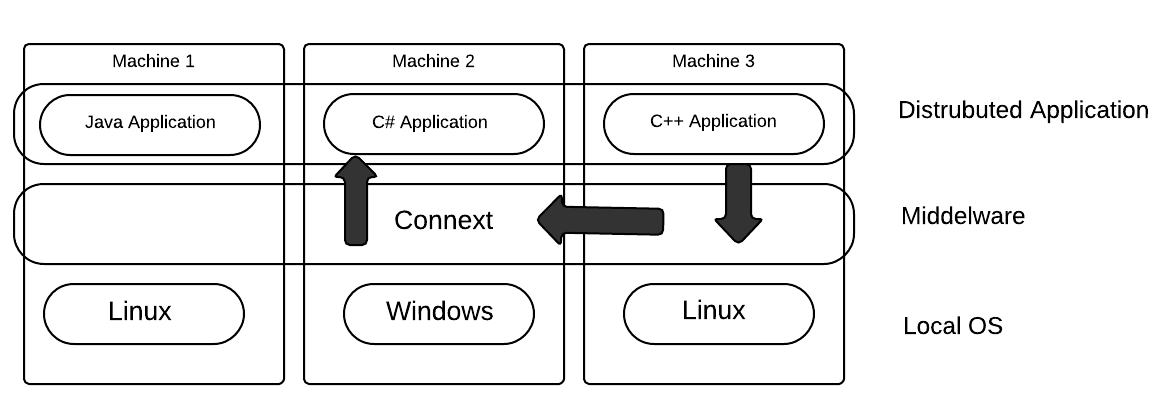 Machine 1
Machine 2
Machine 3
Java Application
C# Application
C++ Application
Distrubuted Application
Connext
Middelware
Linux
Windows
Linux
Local OS